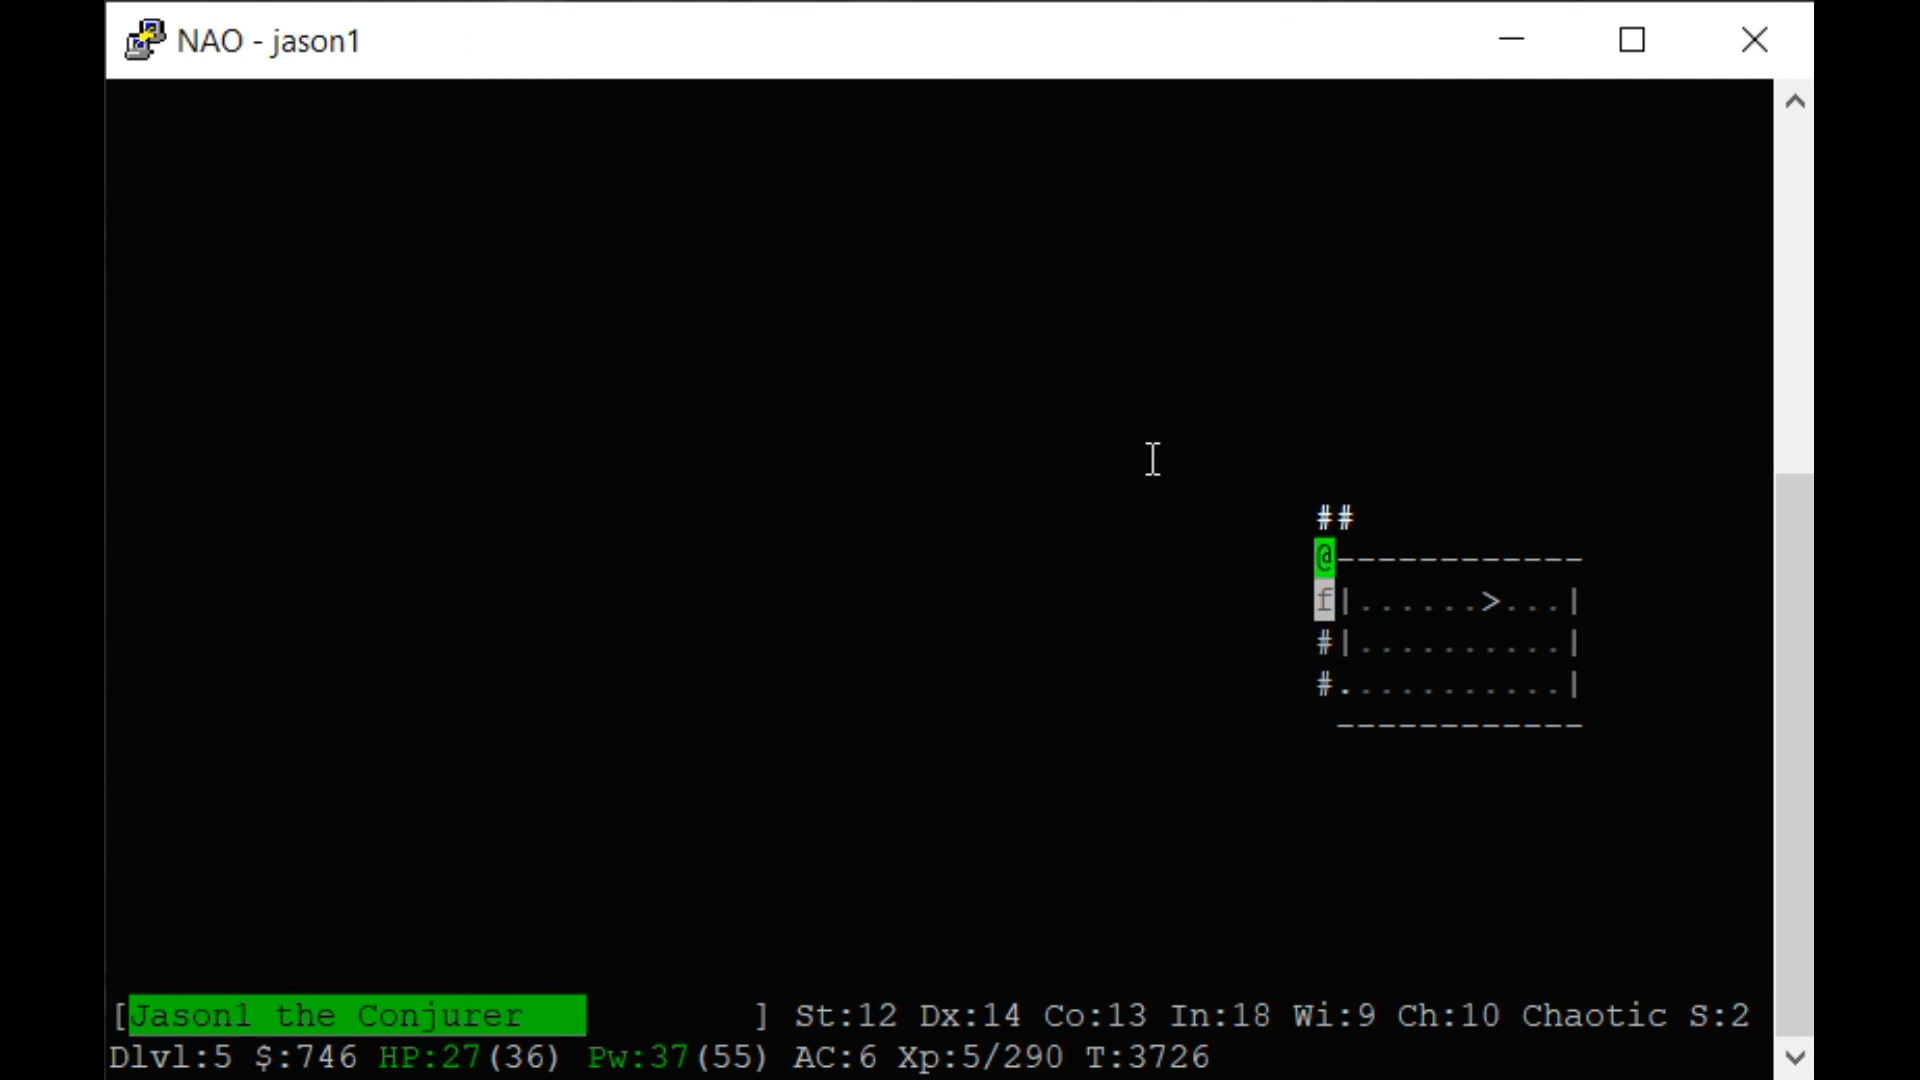 NAO - jason1
##
@------------
f|......>...|
#|..........|
#...........|
------------
[Jason1 the Conjurer           ] St:12 Dx:14 Co:13 In:18 Wi:9 Ch:10 Chaotic S:2
Dlvl:5 $:746 HP:27(36) Pw:37(55) AC:6 Xp:5/290 T:3726